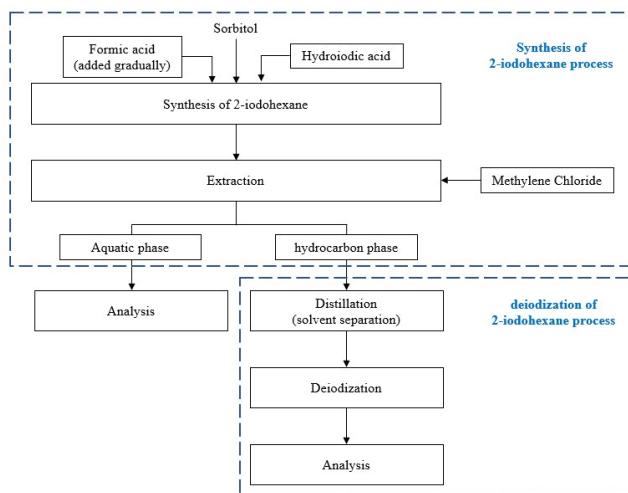 Sorbitol
Formic acid
(added gradually)
Hydroiodic acid
Synthesis of
2-iodohexane process
Synthesis of 2-iodohexane
Extraction
Methylene Chloride
Aquatic phase
hydrocarbon phase
Analysis
Distillation
(solvent separation)
deiodization of
2-iodohexane process
Deiodization
Analysis